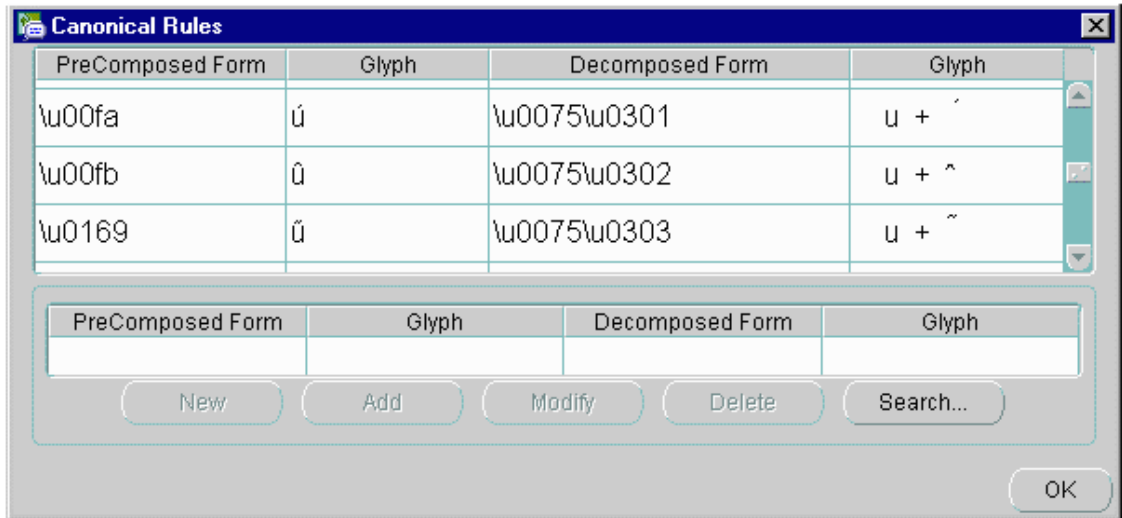 Canonical Rules
PreComposed Form Glyph Decomposed Form Glyph
\u00fa ú \u0075\u0301 u + ´
\u00fb û \u0075\u0302 u + ^
\u0169 ű \u0075\u0303 u + ˜
PreComposed Form Glyph Decomposed Form Glyph
New Add Modify Delete Search...
OK